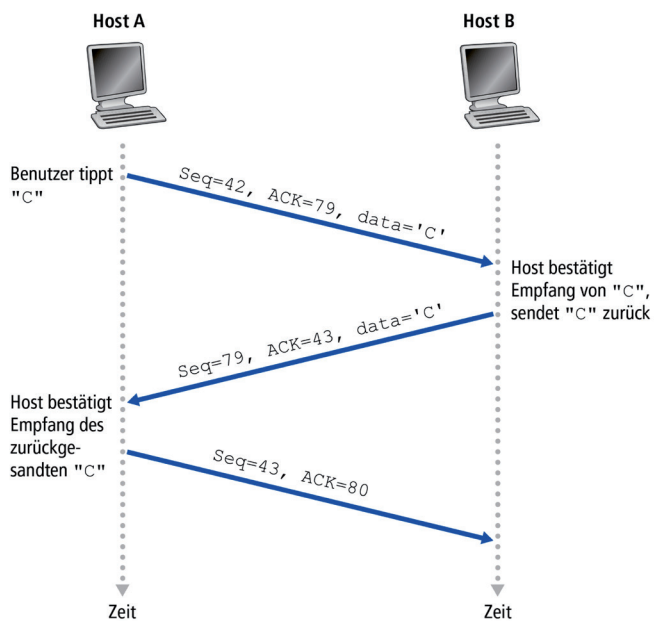 Host A
Host B
Benutzer tippt
"C"
Seq=42, ACK=79, data='C'
Host bestätigt
Empfang von "C",
sendet "C" zurück
Seq=79, ACK=43, data='C'
Host bestätigt
Empfang des
zurückge-
sandten "C"
Seq=43, ACK=80
Zeit
Zeit